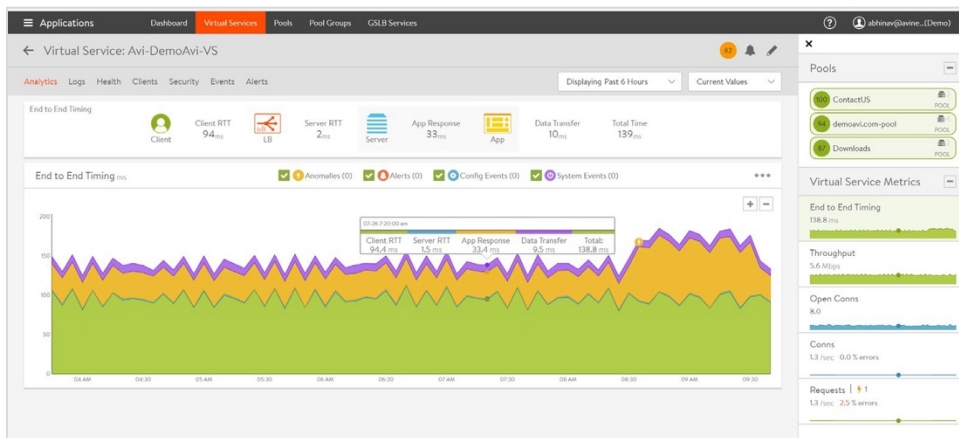 Applications Dashboard Virtual Services Pools Pool Groups GSLB Services ? abhinav@avine...(Demo)
Virtual Service: Avi-DemoAvi-VS
Analytics Logs Health Clients Security Events Alerts Displaying Past 6 Hours Current Values
End to End Timing
Client
Client RTT
94ms
LB
Server RTT
2ms
Server
App Response
33ms
App
Data Transfer
10ms
Total Time
139ms
End to End Timing ms Anomalies (0) Alerts (0) Config Events (0) System Events (0)
200
150
100
50
0
07-26 7:20:00 am
Client RTT Server RTT App Response Data Transfer Total:
94.4 ms 1.5 ms 33.4 ms 9.5 ms 138.8 ms
04 AM 04:30 05 AM 05:30 06 AM 06:30 07 AM 07:30 08 AM 08:30 09 AM 09:30
Pools
100 ContactUS
POOL
94 demoavi.com-pool
POOL
87 Downloads
POOL
Virtual Service Metrics
End to End Timing
138.8 ms
Throughput
5.6 Mbps
Open Conns
8.0
Conns
1.3 /sec 0.0 % errors
Requests 1
1.3 /sec 2.5 % errors